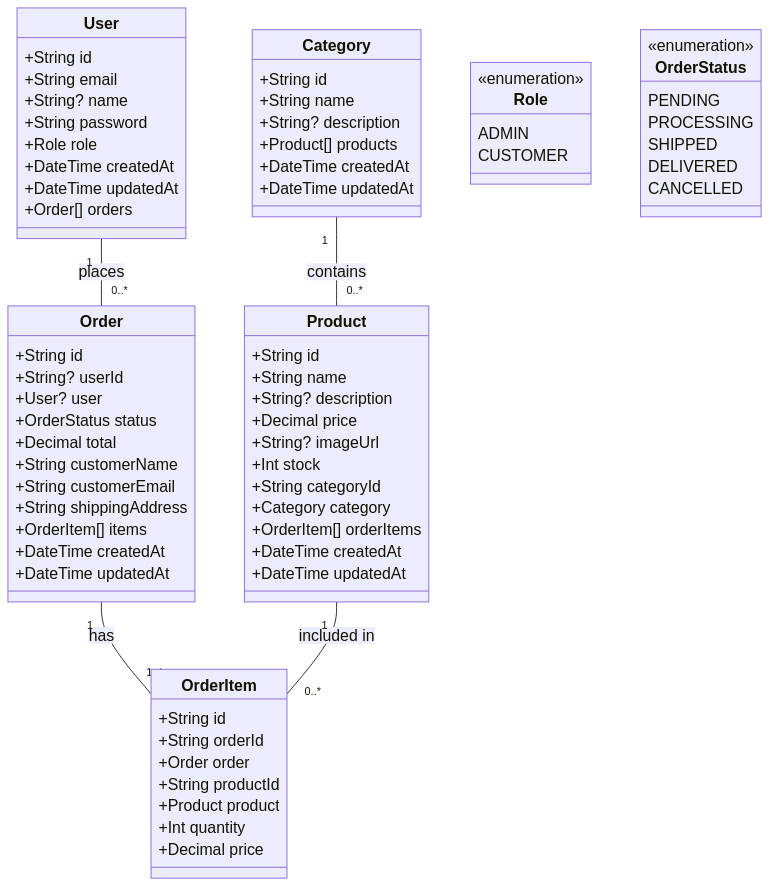 User
+String id
+String email
+String? name
+String password
+Role role
+DateTime createdAt
+DateTime updatedAt
+Order[] orders
Category
+String id
+String name
+String? description
+Product[] products
+DateTime createdAt
+DateTime updatedAt
«enumeration»
Role
ADMIN
CUSTOMER
«enumeration»
OrderStatus
PENDING
PROCESSING
SHIPPED
DELIVERED
CANCELLED
1
places
0..*
1
contains
0..*
Order
+String id
+String? userId
+User? user
+OrderStatus status
+Decimal total
+String customerName
+String customerEmail
+String shippingAddress
+OrderItem[] items
+DateTime createdAt
+DateTime updatedAt
Product
+String id
+String name
+String? description
+Decimal price
+String? imageUrl
+Int stock
+String categoryId
+Category category
+OrderItem[] orderItems
+DateTime createdAt
+DateTime updatedAt
1
has
1
included in
0..*
OrderItem
+String id
+String orderId
+Order order
+String productId
+Product product
+Int quantity
+Decimal price